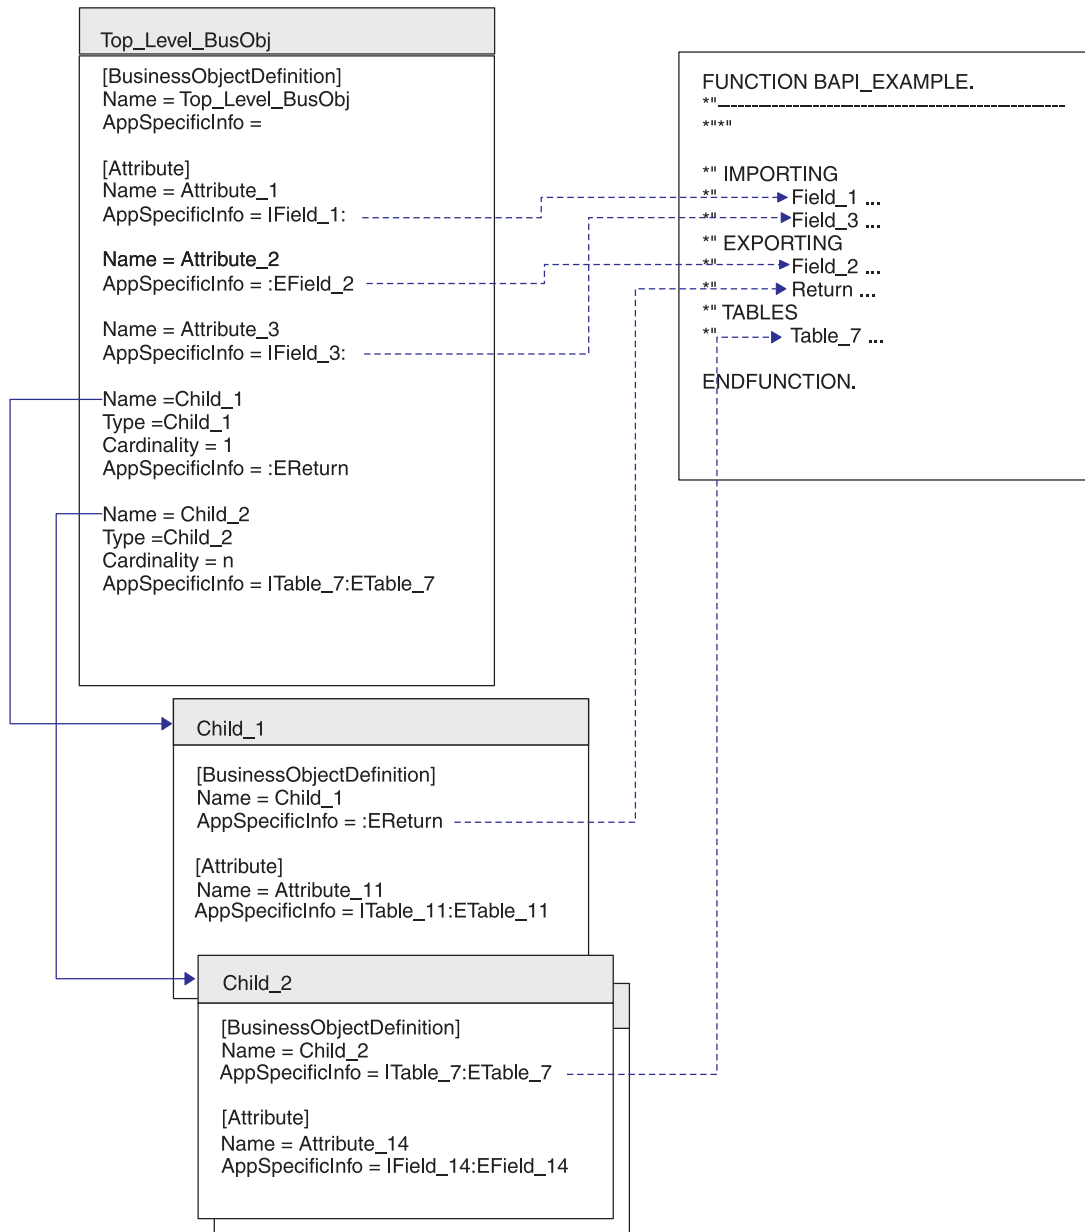 Top_Level_BusObj
[BusinessObjectDefinition]
Name = Top_Level_BusObj
AppSpecificInfo =
[Attribute]
Name = Attribute_1
AppSpecificInfo = IField_1:
Name = Attribute_2
AppSpecificInfo = :EField_2
Name = Attribute_3
AppSpecificInfo = IField_3:
Name =Child_1
Type =Child_1
Cardinality = 1
AppSpecificInfo = :EReturn
Name = Child_2
Type =Child_2
Cardinality = n
AppSpecificInfo = ITable_7:ETable_7
FUNCTION BAPI_EXAMPLE.
*"----------------------------------------------------
*"*"
*" IMPORTING
*" Field_1 ...
*" Field_3 ...
*" EXPORTING
*" Field_2 ...
*" Return ...
*" TABLES
*" Table_7 ...
ENDFUNCTION.
Child_1
[BusinessObjectDefinition]
Name = Child_1
AppSpecificInfo = :EReturn
[Attribute]
Name = Attribute_11
AppSpecificInfo = ITable_11:ETable_11
Child_2
[BusinessObjectDefinition]
Name = Child_2
AppSpecificInfo = ITable_7:ETable_7
[Attribute]
Name = Attribute_14
AppSpecificInfo = IField_14:EField_14